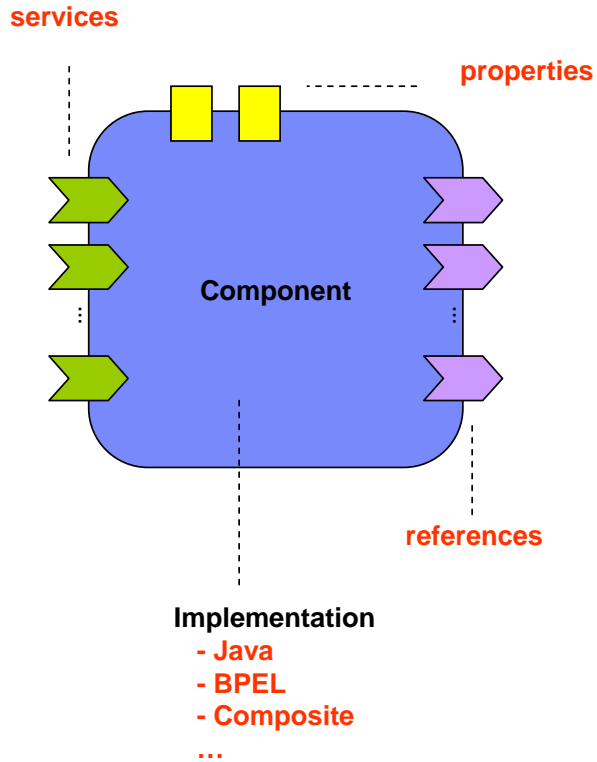 services
properties
Component
...
...
references
Implementation
- Java
- BPEL
- Composite
...